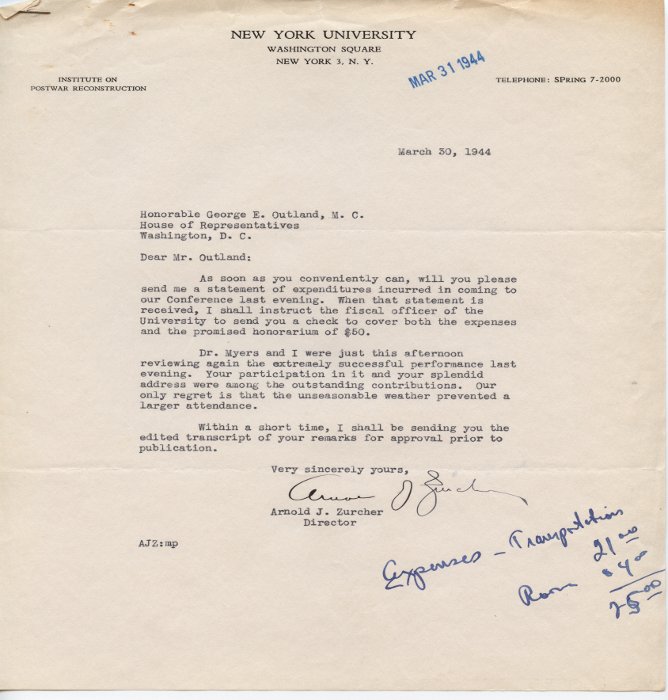 NEW YORK UNIVERSITY
WASHINGTON SQUARE
NEW YORK 3, N. Y.
MAR 31 1944
INSTITUTE ON
POSTWAR RECONSTRUCTION
TELEPHONE: SPRING 7-2000
March 30, 1944
Honorable George E. Outland, M. C.
House of Representatives
Washington, D. C.
Dear Mr. Outland:
As soon as you conveniently can, will you please
send me a statement of expenditures incurred in coming to
our Conference last evening. When that statement is
received, I shall instruct the fiscal officer of the
University to send you a check to cover both the expenses
and the promised honorarium of $50.
Dr. Myers and I were just this afternoon
reviewing again the extremely successful performance last
evening. Your participation in it and your splendid
address were among the outstanding contributions. Our
only regret is that the unseasonable weather prevented a
larger attendance.
Within a short time, I shall be sending you the
edited transcript of your remarks for approval prior to
publication.
Very sincerely yours,
Arnold J. Zurcher
Arnold J. Zurcher
Director
AJZ:mp
Expenses - Transportation
21.00
Room $4.00
25.00